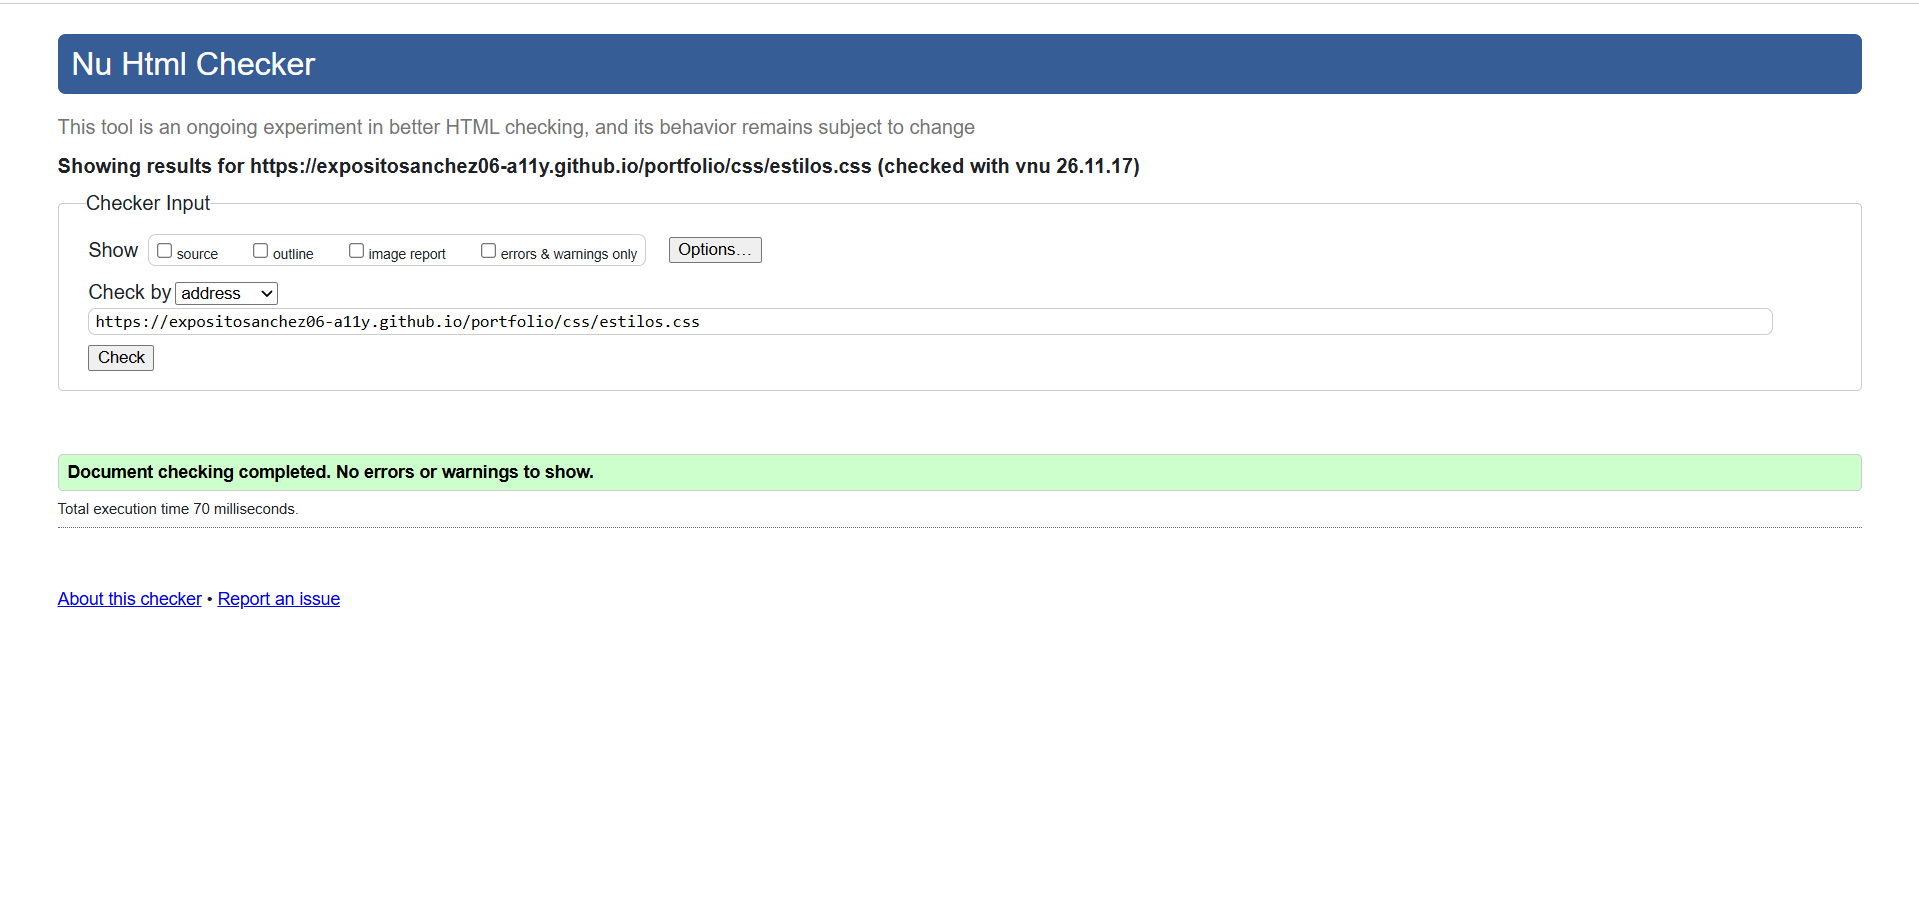 Nu Html Checker
This tool is an ongoing experiment in better HTML checking, and its behavior remains subject to change
Showing results for https://expositosanchez06-a11y.github.io/portfolio/css/estilos.css (checked with vnu 26.11.17)
Checker Input
Show source outline image report errors & warnings only Options...
Check by address
https://expositosanchez06-a11y.github.io/portfolio/css/estilos.css
Check
Document checking completed. No errors or warnings to show.
Total execution time 70 milliseconds.
About this checker • Report an issue